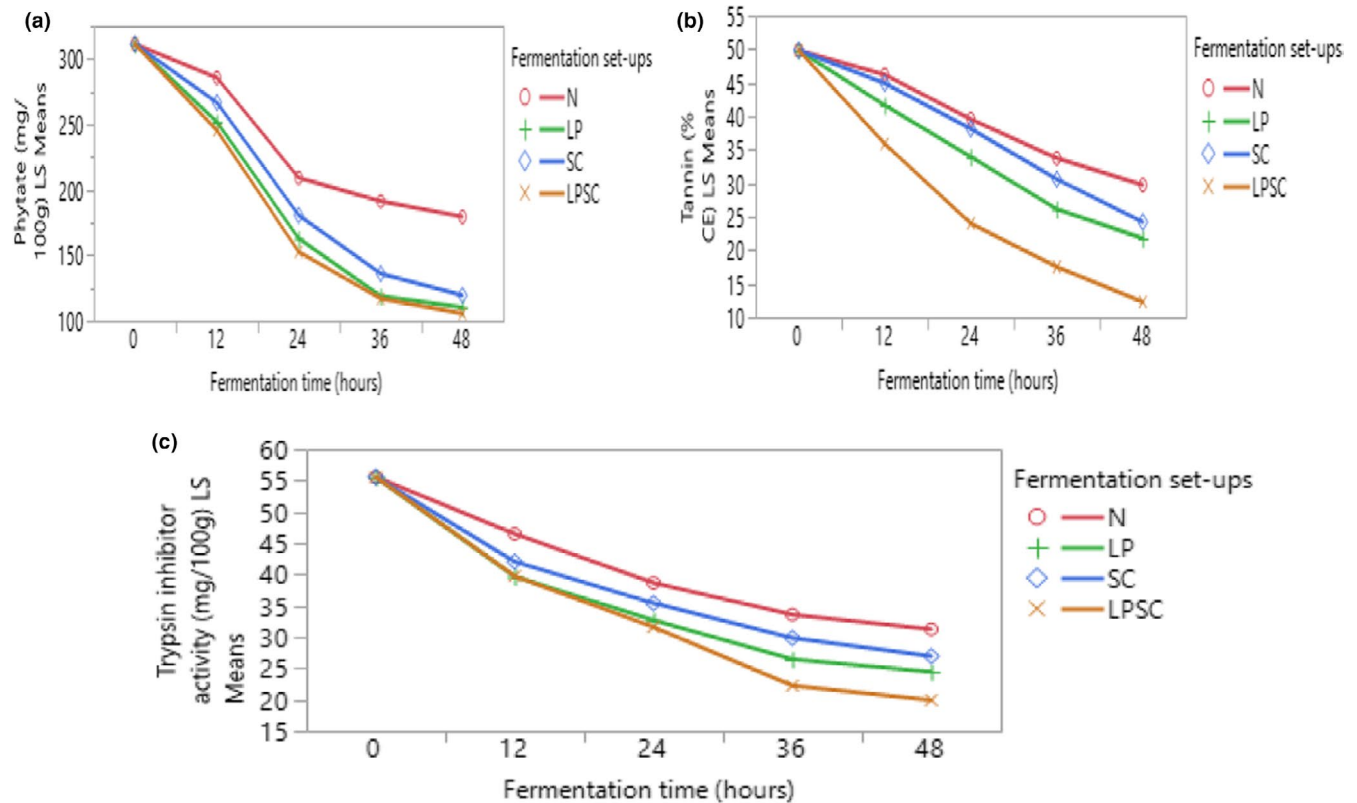 (a)
Phytate (mg/
100g) LS Means
300
250
200
150
100
0 12 24 36 48
Fermentation time (hours)
Fermentation set-ups
N
LP
SC
LPSC
(b)
Tannin (%
CE) LS Means
55
50
45
40
35
30
25
20
15
10
0 12 24 36 48
Fermentation time (hours)
Fermentation set-ups
N
LP
SC
LPSC
(c)
Trypsin inhibitor
activity (mg/100g) LS
Means
60
55
50
45
40
35
30
25
20
15
0 12 24 36 48
Fermentation time (hours)
Fermentation set-ups
N
LP
SC
LPSC